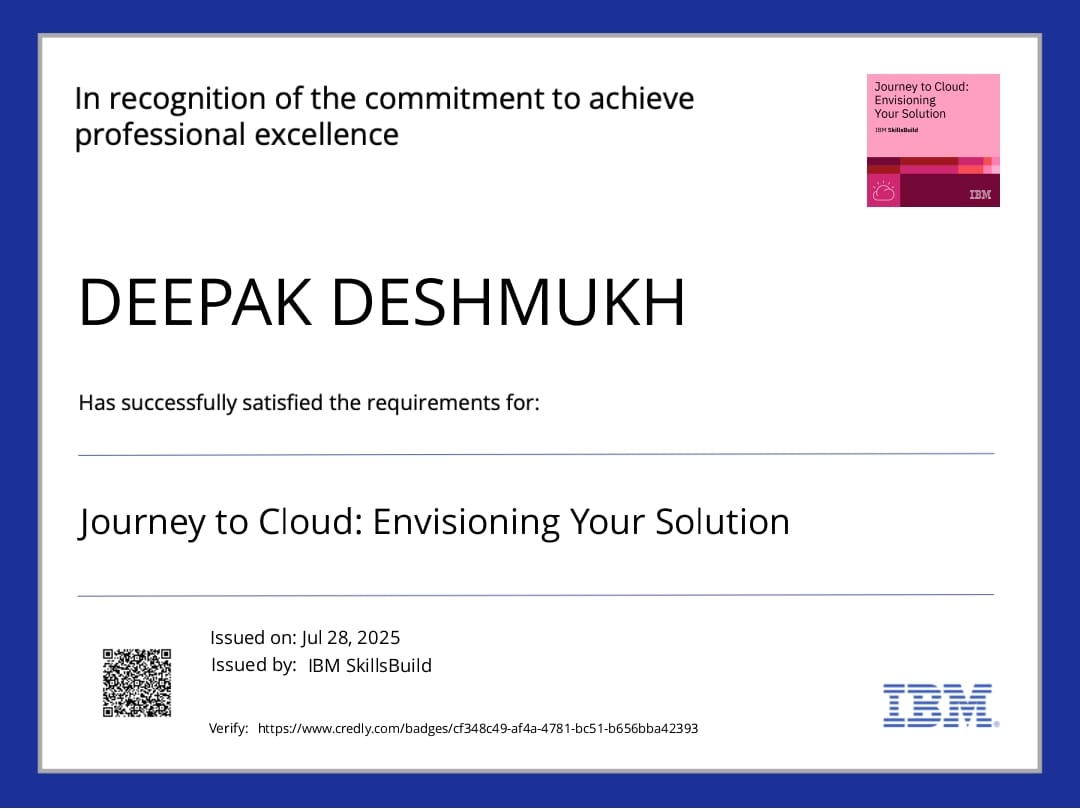 In recognition of the commitment to achieve
professional excellence
Journey to Cloud:
Envisioning
Your Solution
IBM SkillsBuild
IBM
DEEPAK DESHMUKH
Has successfully satisfied the requirements for:
Journey to Cloud: Envisioning Your Solution
Issued on: Jul 28, 2025
Issued by: IBM SkillsBuild
Verify: https://www.credly.com/badges/cf348c49-af4a-4781-bc51-b656bba42393
IBM®